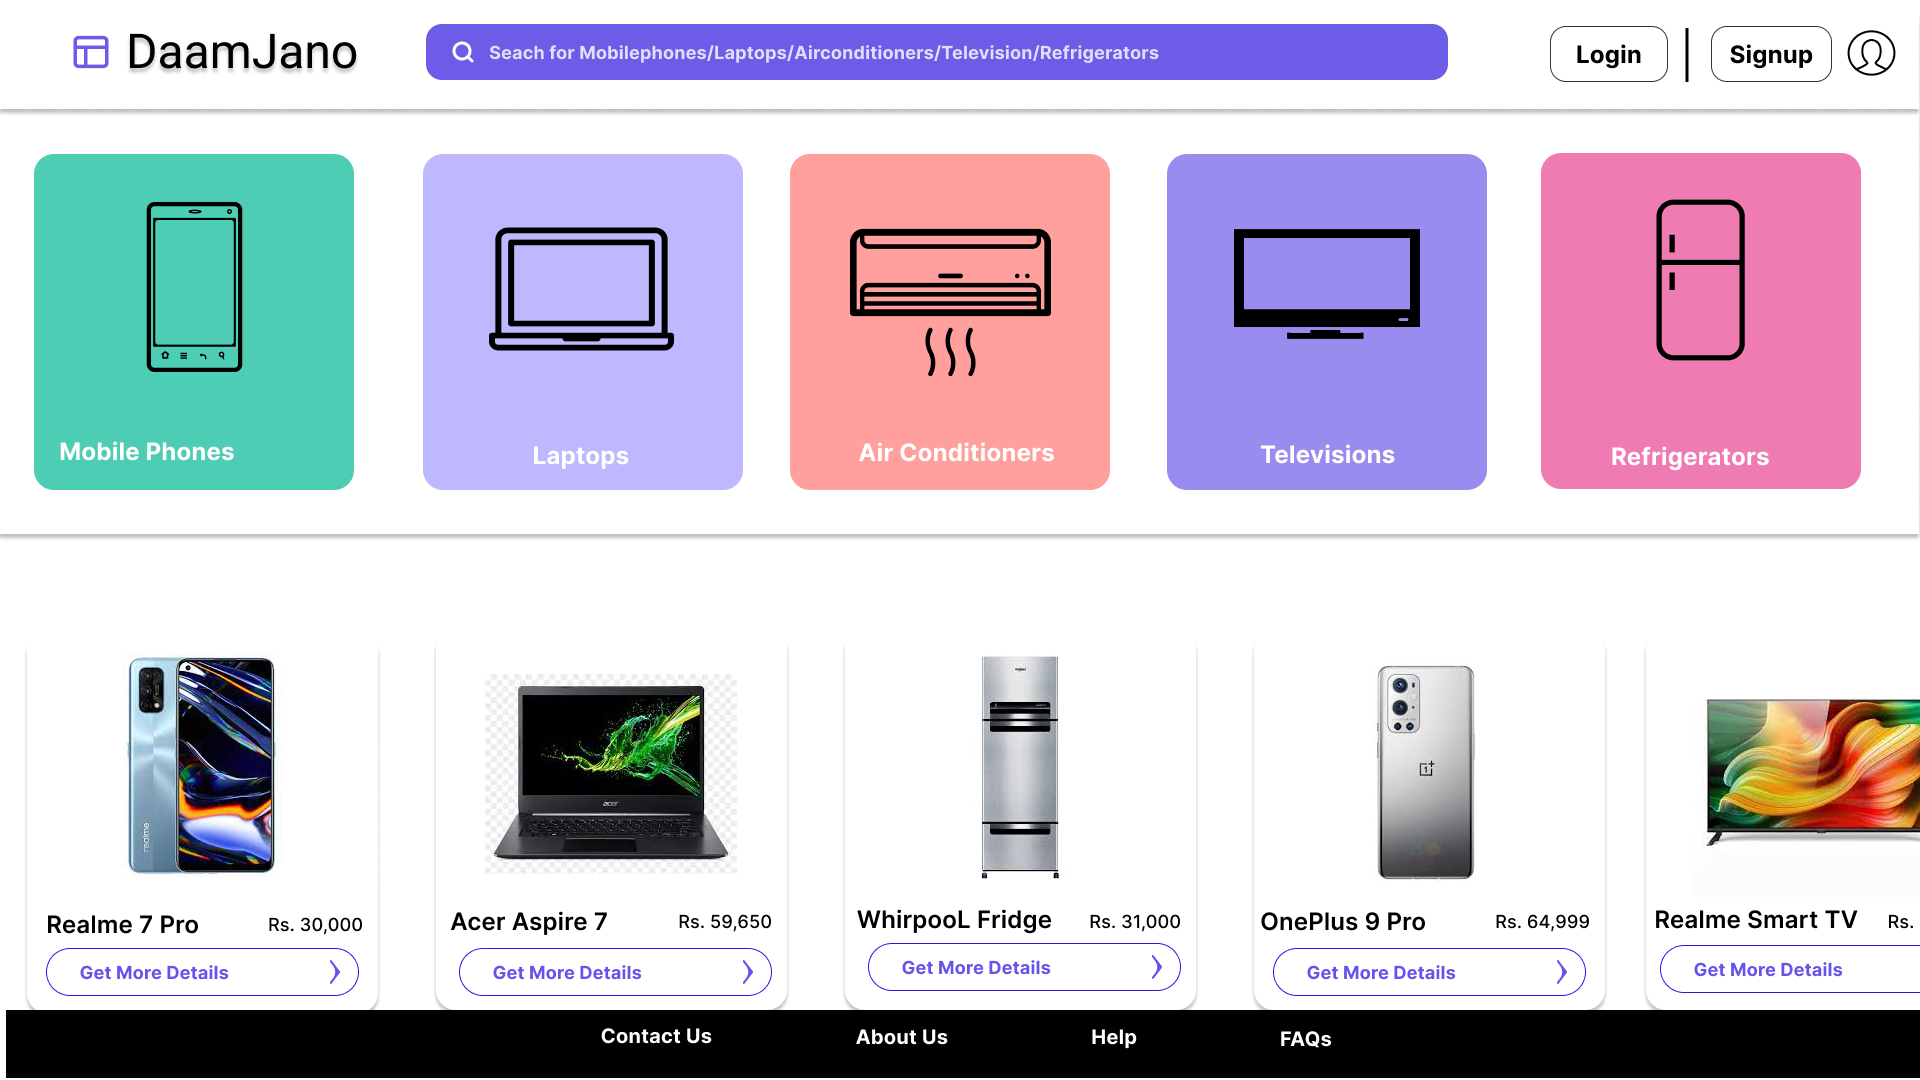 DaamJano
Seach for Mobilephones/Laptops/Airconditioners/Television/Refrigerators
Login
Signup
Mobile Phones
Laptops
Air Conditioners
Televisions
Refrigerators
realme
acer
Realme 7 Pro
Rs. 30,000
Acer Aspire 7
Rs. 59,650
WhirpooL Fridge
Rs. 31,000
OnePlus 9 Pro
Rs. 64,999
Realme Smart TV
Rs.
Get More Details
Get More Details
Get More Details
Get More Details
Get More Details
Contact Us
About Us
Help
FAQs